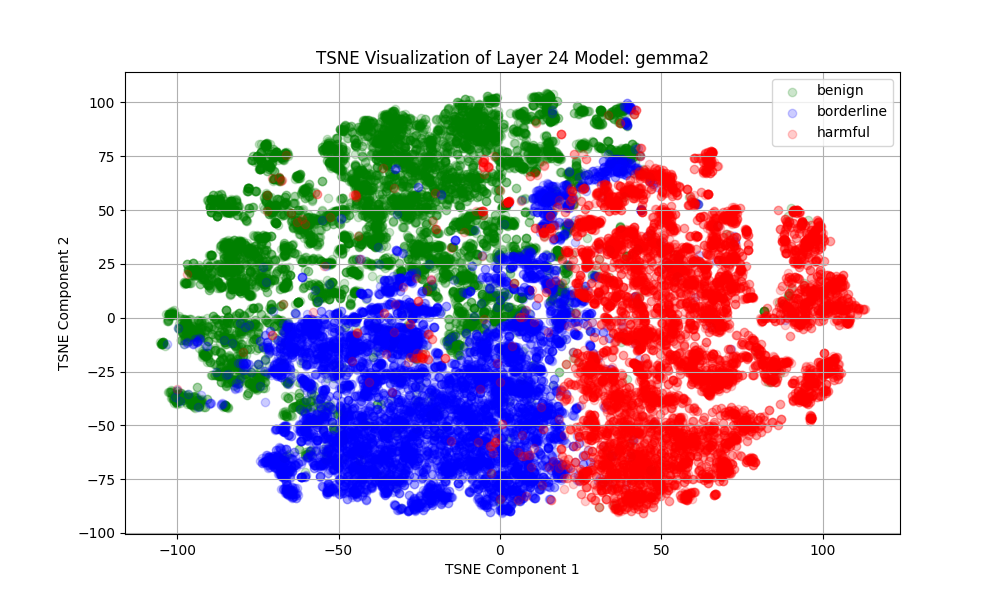 TSNE Visualization of Layer 24 Model: gemma2
benign
borderline
harmful
100
75
50
25
0
−25
−50
−75
−100
TSNE Component 2
−100
−50
0
50
100
TSNE Component 1